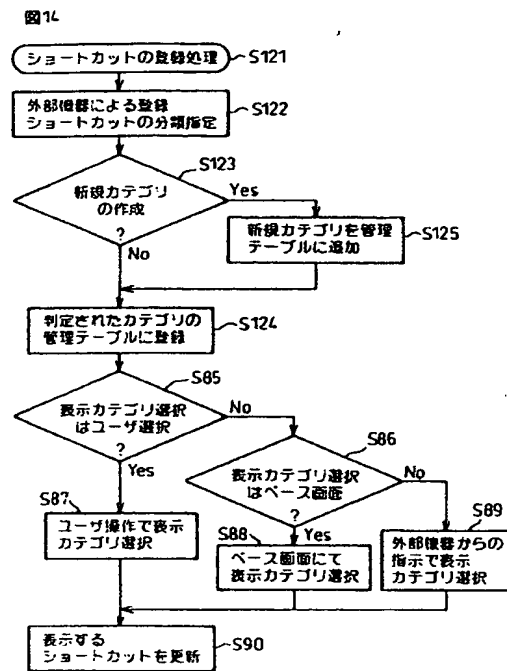 図14
ショートカットの登録処理
S121
外部機器による登録
ショートカットの分類指定
S122
S123
新規カテゴリ
の作成
?
Yes
No
新規カテゴリを管理
テーブルに追加
S125
判定されたカテゴリの
管理テーブルに登録
S124
S85
表示カテゴリ選択
はユーザ選択
?
No
Yes
S86
表示カテゴリ選択
はベース画面
?
No
Yes
S87
ユーザ操作で表示
カテゴリ選択
S88
ベース画面にて
表示カテゴリ選択
S89
外部機器からの
指示で表示
カテゴリ選択
表示する
ショートカットを更新
S90